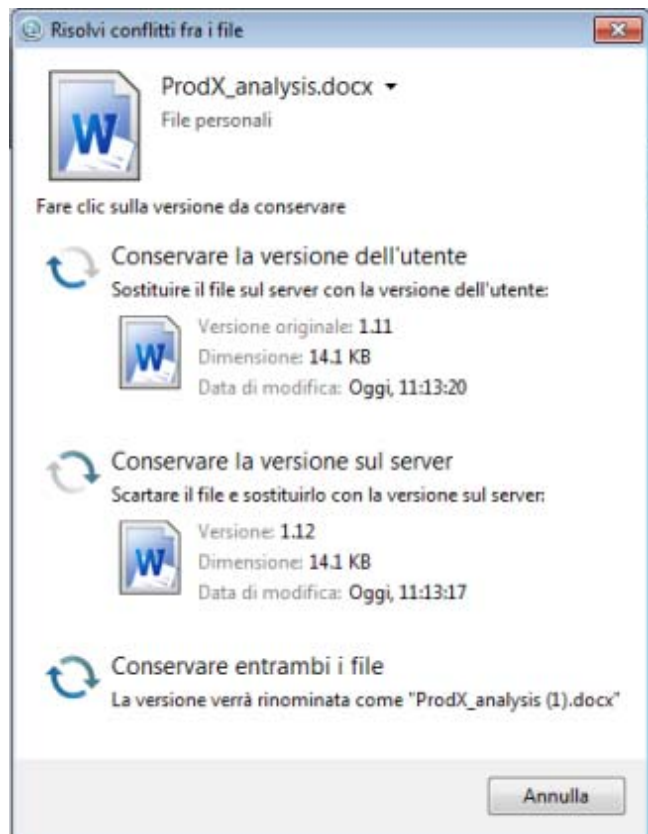 Risolvi conflitti fra i file
ProdX_analysis.docx
File personali
Fare clic sulla versione da conservare
Conservare la versione dell'utente
Sostituire il file sul server con la versione dell'utente:
Versione originale: 1.11
Dimensione: 14.1 KB
Data di modifica: Oggi, 11:13:20
Conservare la versione sul server
Scartare il file e sostituirlo con la versione sul server:
Versione: 1.12
Dimensione: 14.1 KB
Data di modifica: Oggi, 11:13:17
Conservare entrambi i file
La versione verrà rinominata come "ProdX_analysis (1).docx"
Annulla